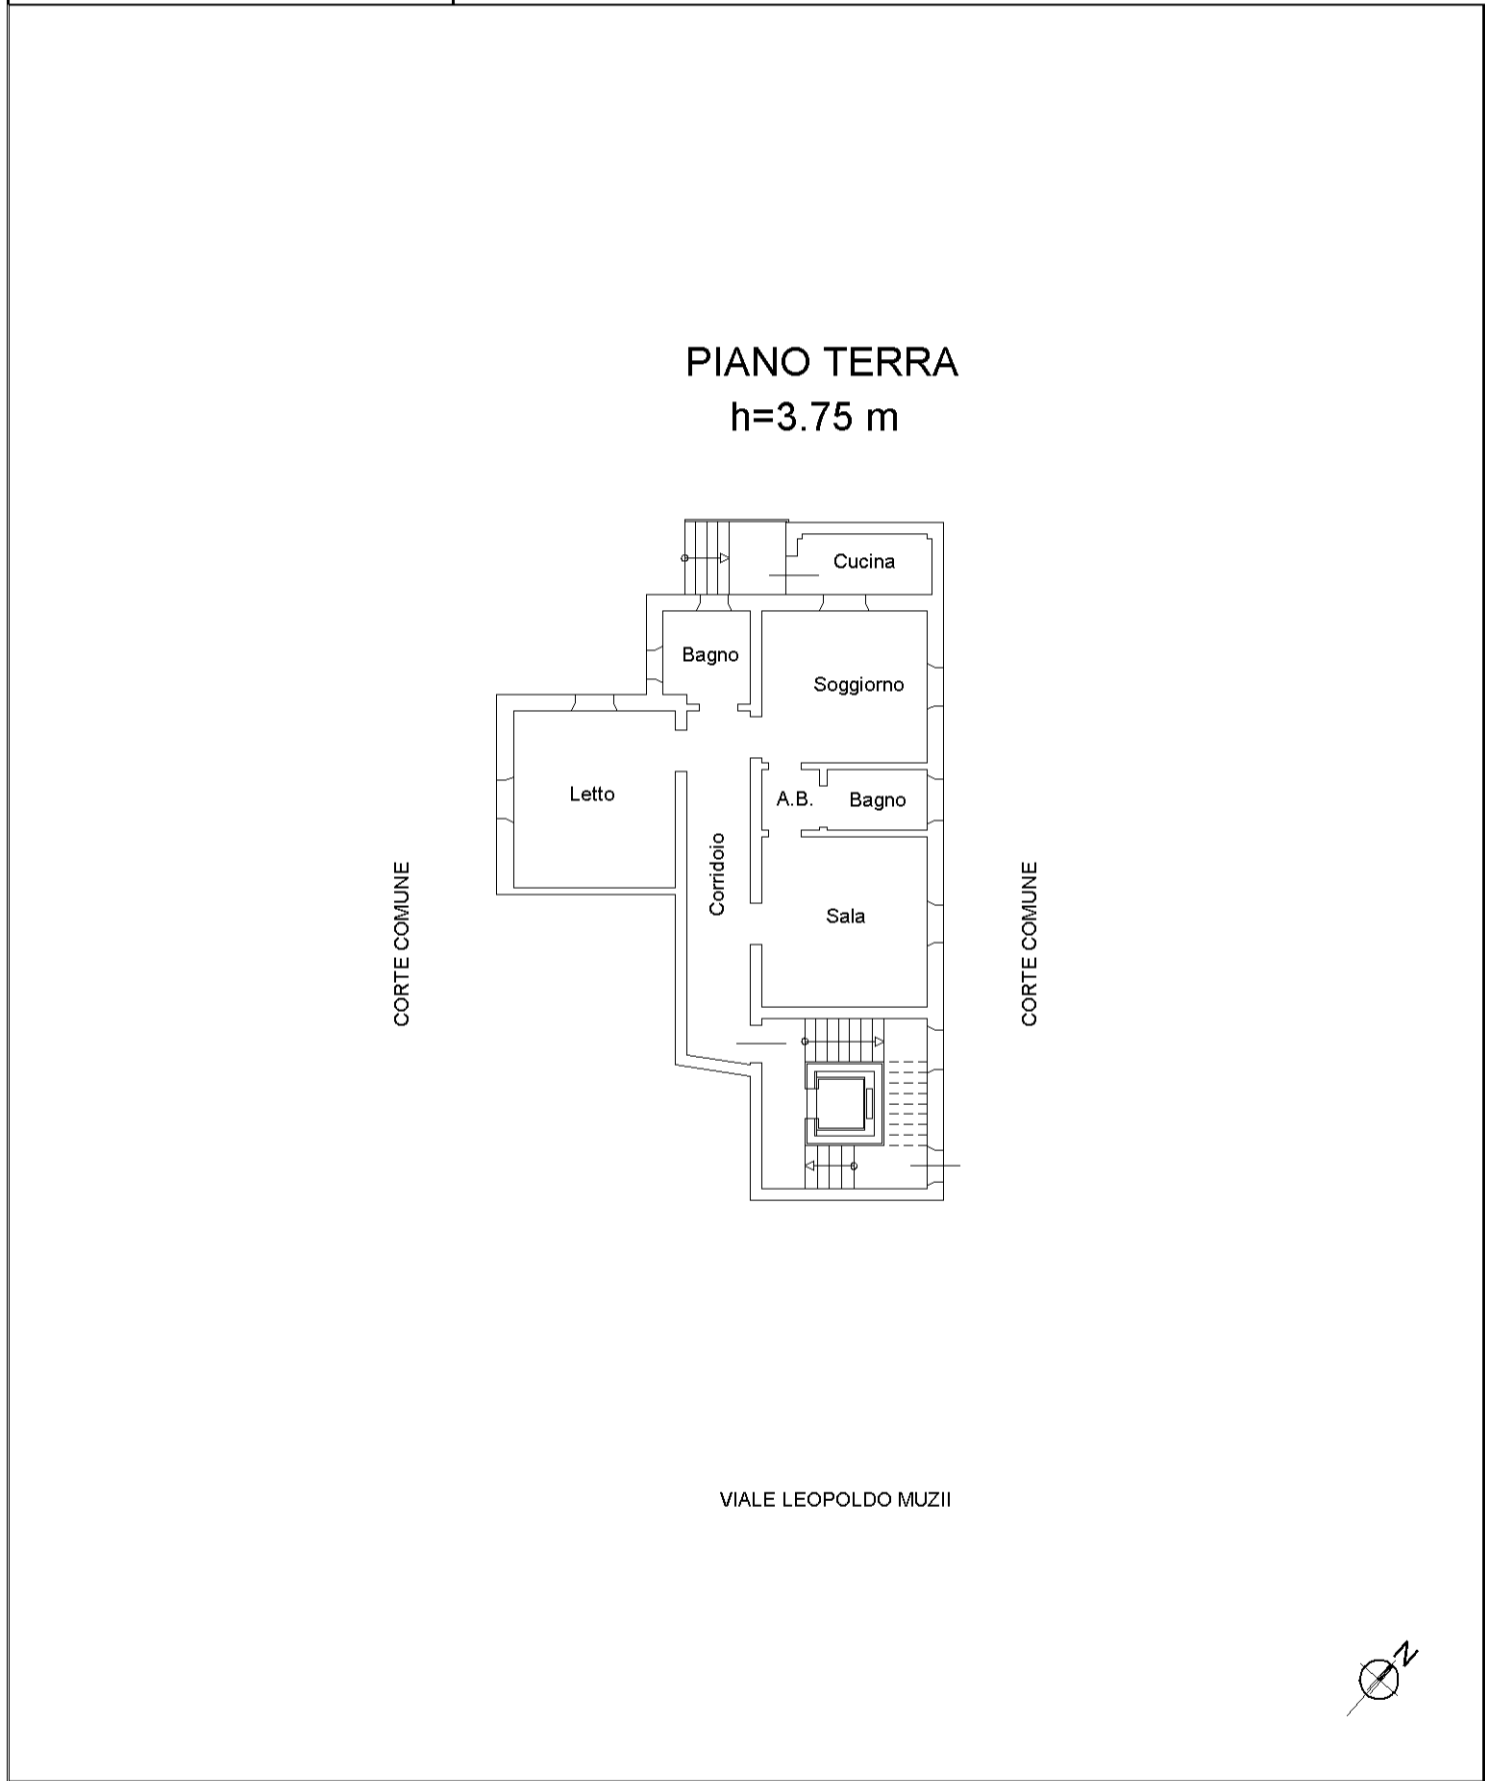 PIANO TERRA
h=3.75 m
Cucina
Bagno
Soggiorno
Letto
A.B.
Bagno
Corridoio
Sala
CORTE COMUNE
CORTE COMUNE
VIALE LEOPOLDO MUZII
N